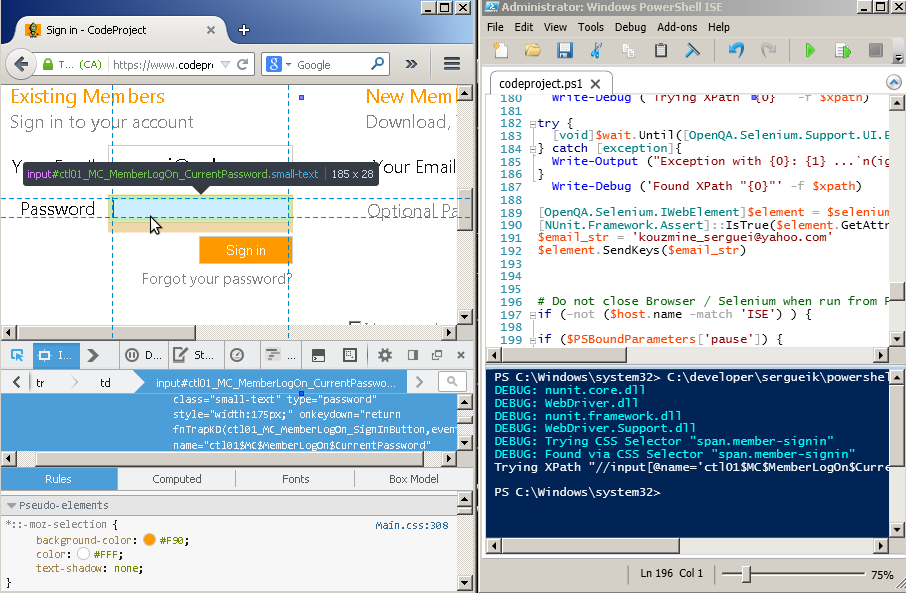 Sign in - CodeProject
T... (CA)
https://www.codepr
Google
Existing Members
New Mem
Sign in to your account
Download,
Your Email
input#ctl01_MC_MemberLogOn_CurrentPassword.small-text | 185 x 28
Password
Optional Pa
Sign in
Forgot your password?
I...
D...
St...
...
tr
td
input#ctl01_MC_MemberLogOn_CurrentPasswo...
class="small-text" type="password"
style="width:175px;" onkeydown="return
fnTrapKD(ctl01_MC_MemberLogOn_SignInButton,even
name="ctl01$MC$MemberLogOn$CurrentPassword"
Rules
Computed
Fonts
Box Model
Pseudo-elements
*::-moz-selection {
Main.css:308
background-color: #F90;
color: #FFF;
text-shadow: none;
}
Administrator: Windows PowerShell ISE
File Edit View Tools Debug Add-ons Help
codeproject.ps1
180 Write-Debug ('Trying XPath "{0}" -f $xpath)
181
182 try {
183 [void]$wait.Until([OpenQA.Selenium.Support.UI.E
184 } catch [exception]{
185 Write-Output ("Exception with {0}: {1} ...`n(ig
186 }
187 Write-Debug ('Found XPath "{0}"' -f $xpath)
188
189 [OpenQA.Selenium.IWebElement]$element = $seleniu
190 [NUnit.Framework.Assert]::IsTrue($element.GetAttr
191 $email_str = 'kouzmine_serguei@yahoo.com'
192 $element.SendKeys($email_str)
193
194
195
196 # Do not close Browser / Selenium when run from P
197 if (-not ($host.name -match 'ISE') ) {
198
199 if ($PSBoundParameters['pause']) {
PS C:\Windows\system32> C:\developer\sergueik\powershel
DEBUG: nunit.core.dll
DEBUG: WebDriver.dll
DEBUG: nunit.framework.dll
DEBUG: WebDriver.Support.dll
DEBUG: Trying CSS Selector "span.member-signin"
DEBUG: Found via CSS Selector "span.member-signin"
Trying XPath "//input[@name='ctl01$MC$MemberLogOn$Curre
PS C:\Windows\system32>
Ln 196 Col 1
75%